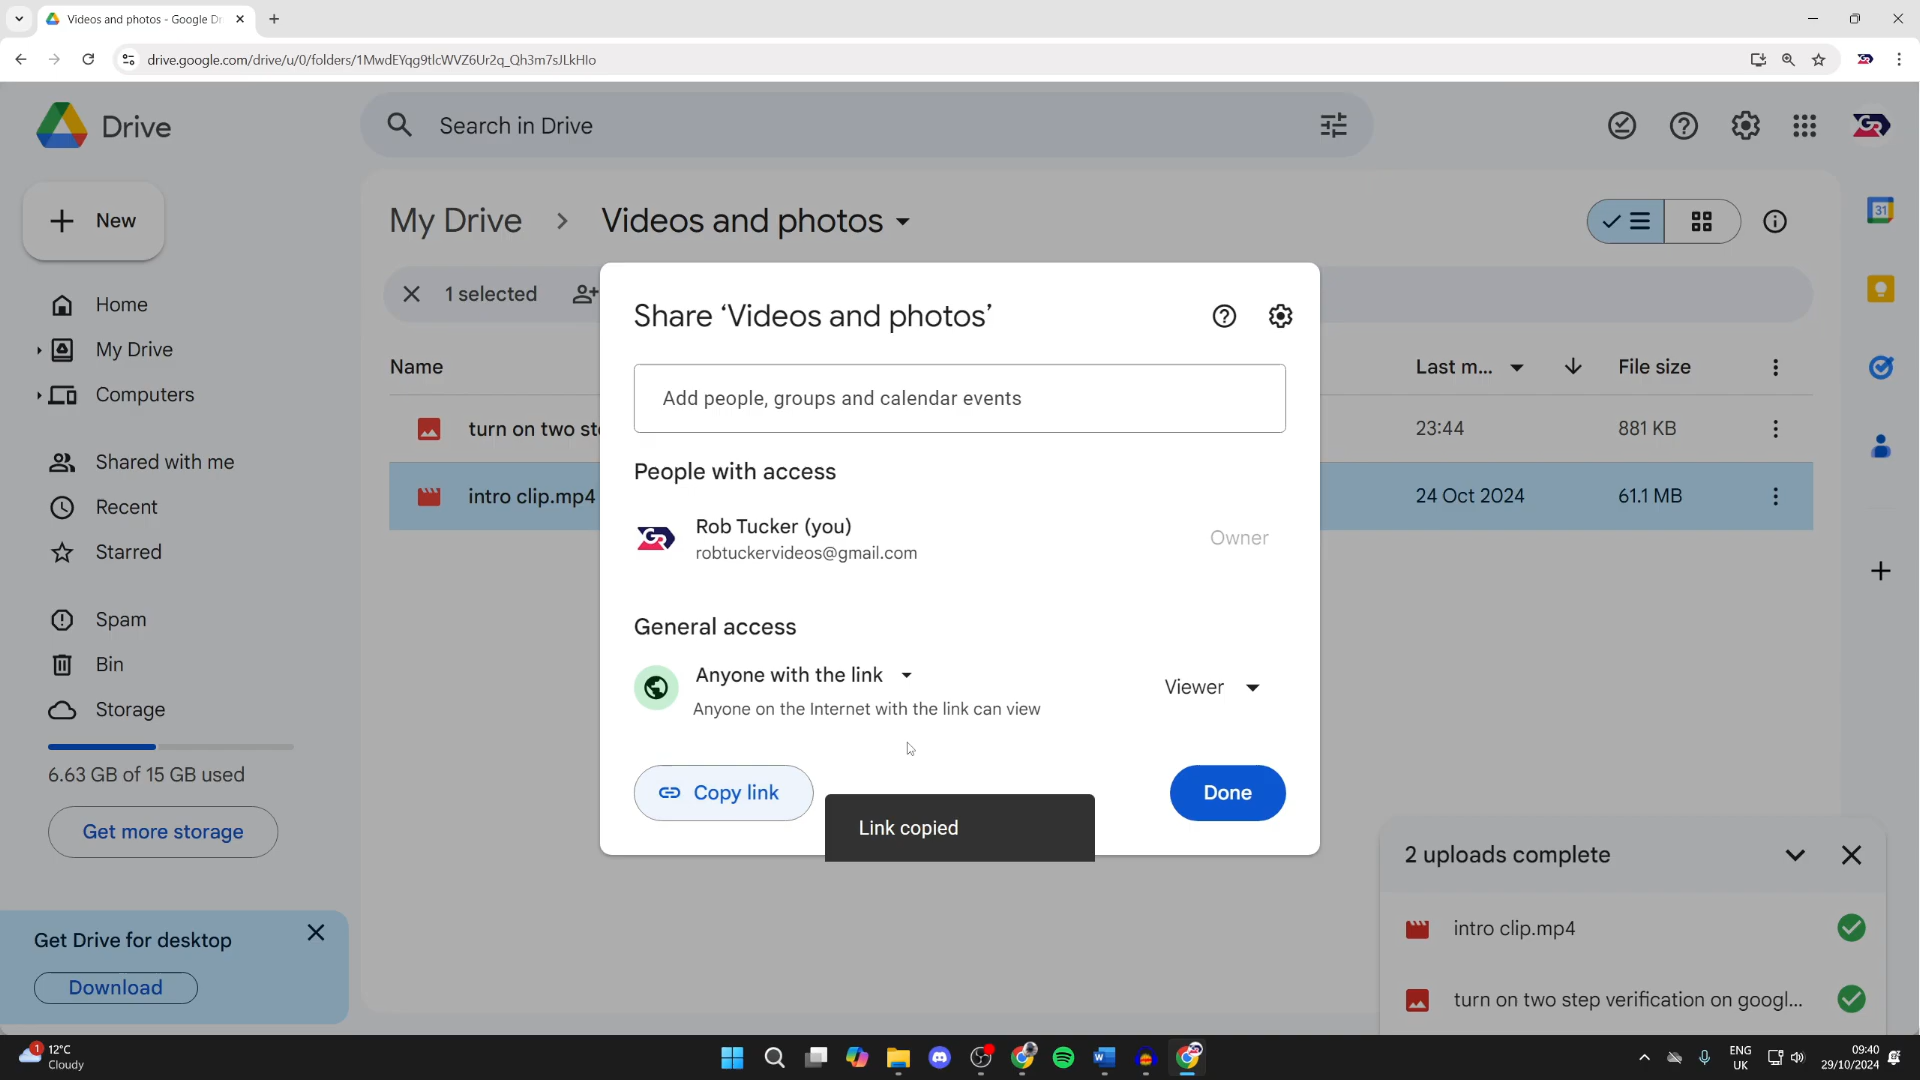 Videos and photos - Google Dr
drive.google.com/drive/u/0/folders/1MwdEYqg9tlcWVZ6Ur2q_Qh3m7sJLkHIo
Drive
Search in Drive
New
My Drive
Videos and photos
31
1 selected
Home
My Drive
Computers
Shared with me
Recent
Starred
Spam
Bin
Storage
6.63 GB of 15 GB used
Get more storage
Get Drive for desktop
Download
Name
Last m...
File size
turn on two ste
23:44
881 KB
intro clip.mp4
24 Oct 2024
61.1 MB
Share ‘Videos and photos’
Add people, groups and calendar events
People with access
Rob Tucker (you)
robtuckervideos@gmail.com
Owner
General access
Anyone with the link
Anyone on the Internet with the link can view
Viewer
Copy link
Done
Link copied
2 uploads complete
intro clip.mp4
turn on two step verification on googl...
1
12°C
Cloudy
ENG
UK
09:40
29/10/2024